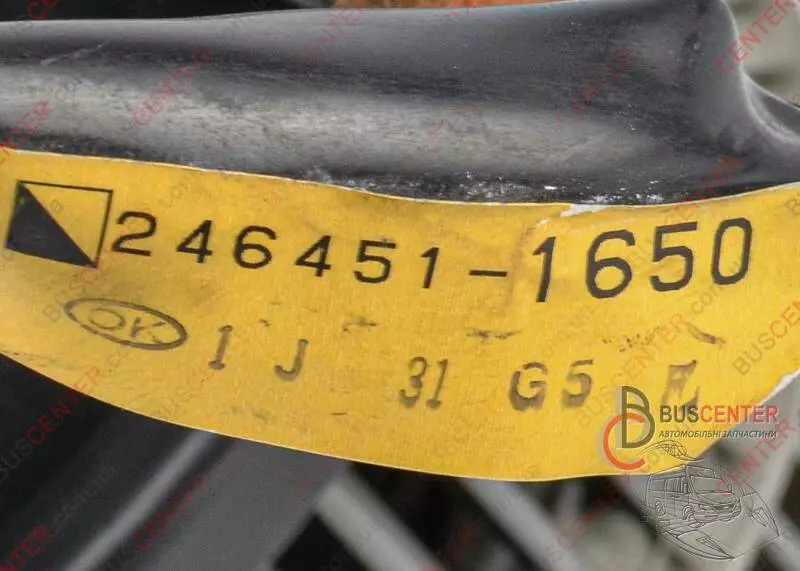 246451-1650
OK 1 J 31 G5 E
BUSCENTER
АВТОМОБІЛЬНІ ЗАПЧАСТИНИ